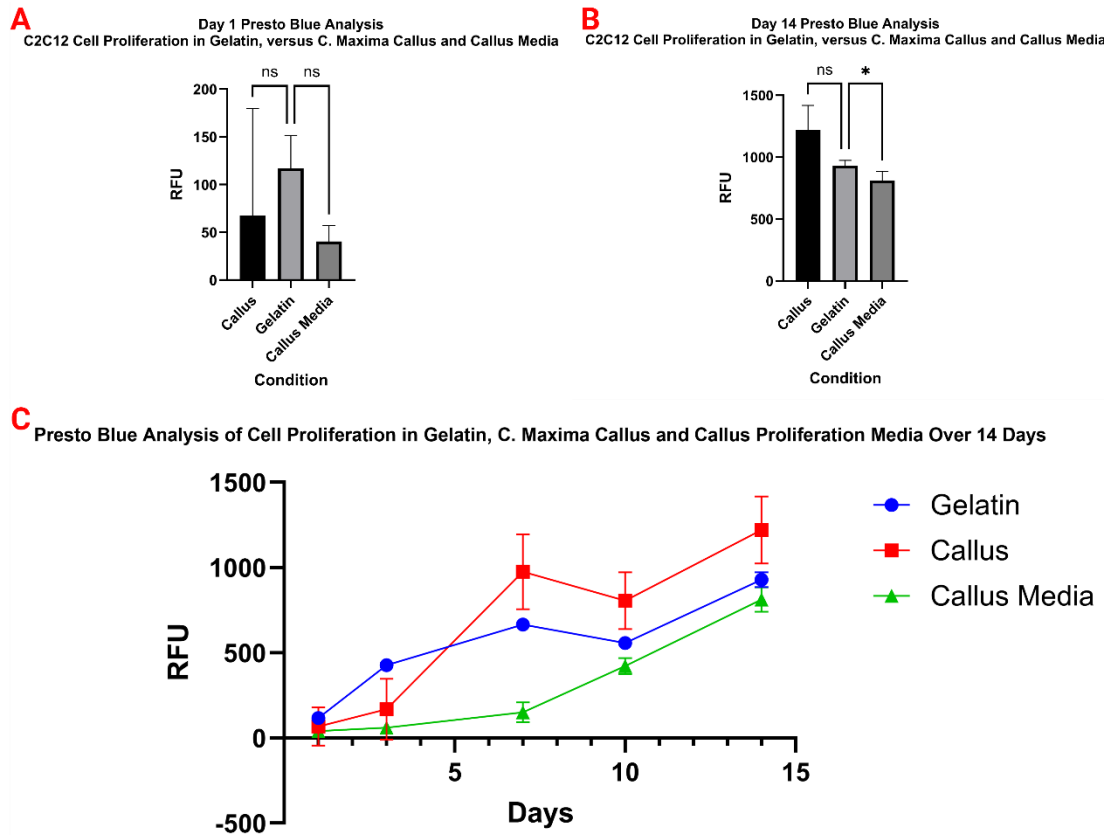 A
Day 1 Presto Blue Analysis
C2C12 Cell Proliferation in Gelatin, versus C. Maxima Callus and Callus Media
ns
ns
200
150
100
50
0
RFU
Callus
Gelatin
Callus Media
Condition
B
Day 14 Presto Blue Analysis
C2C12 Cell Proliferation in Gelatin, versus C. Maxima Callus and Callus Media
ns
*
1500
1000
500
0
RFU
Callus
Gelatin
Callus Media
Condition
C
Presto Blue Analysis of Cell Proliferation in Gelatin, C. Maxima Callus and Callus Proliferation Media Over 14 Days
1500
1000
500
0
-500
RFU
5
10
15
Days
Gelatin
Callus
Callus Media